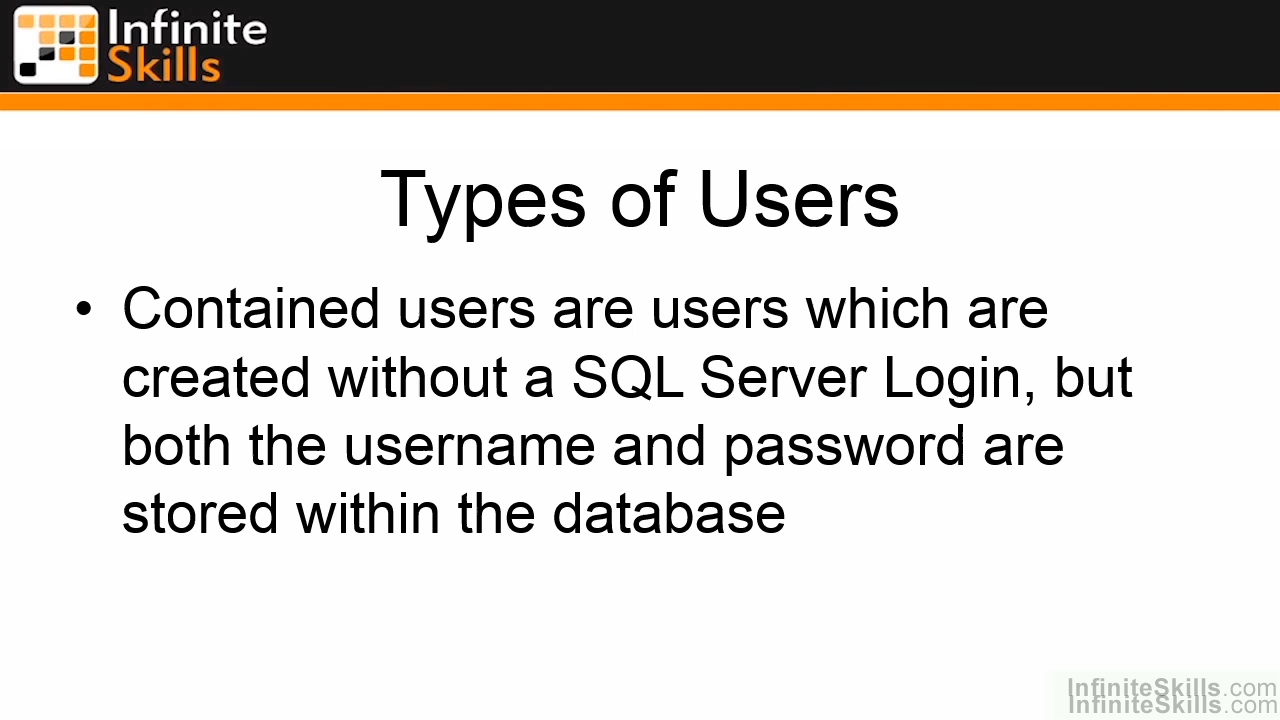 Infinite
Skills
Types of Users
• Contained users are users which are
created without a SQL Server Login, but
both the username and password are
stored within the database
InfiniteSkills.com
InfiniteSkills.com